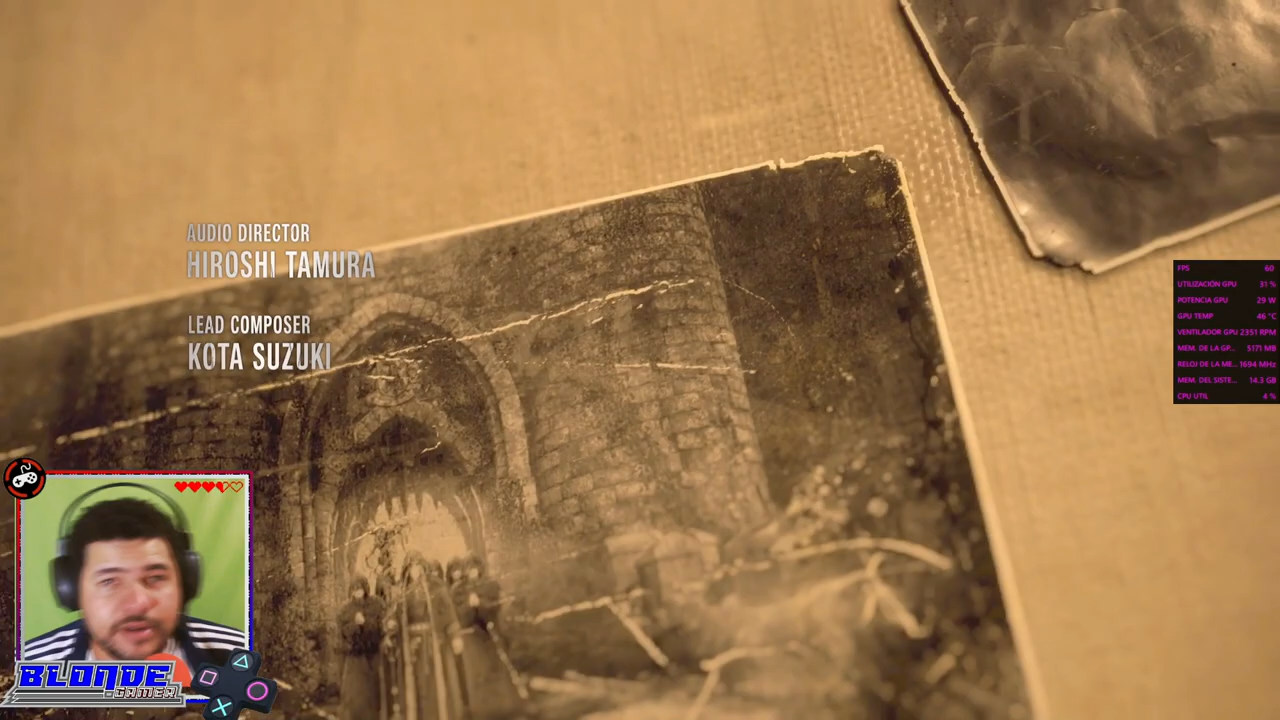 AUDIO DIRECTOR
HIROSHI TAMURA
LEAD COMPOSER
KOTA SUZUKI
FPS 60
UTILIZACIÓN GPU 31 %
POTENCIA GPU 29 W
GPU TEMP 46 °C
VENTILADOR GPU 2351 RPM
MEM. DE LA GP... 5171 MB
RELOJ DE LA ME... 1694 MHz
MEM. DEL SISTE... 14.3 GB
CPU UTIL 4 %
BLONDE
GAMER